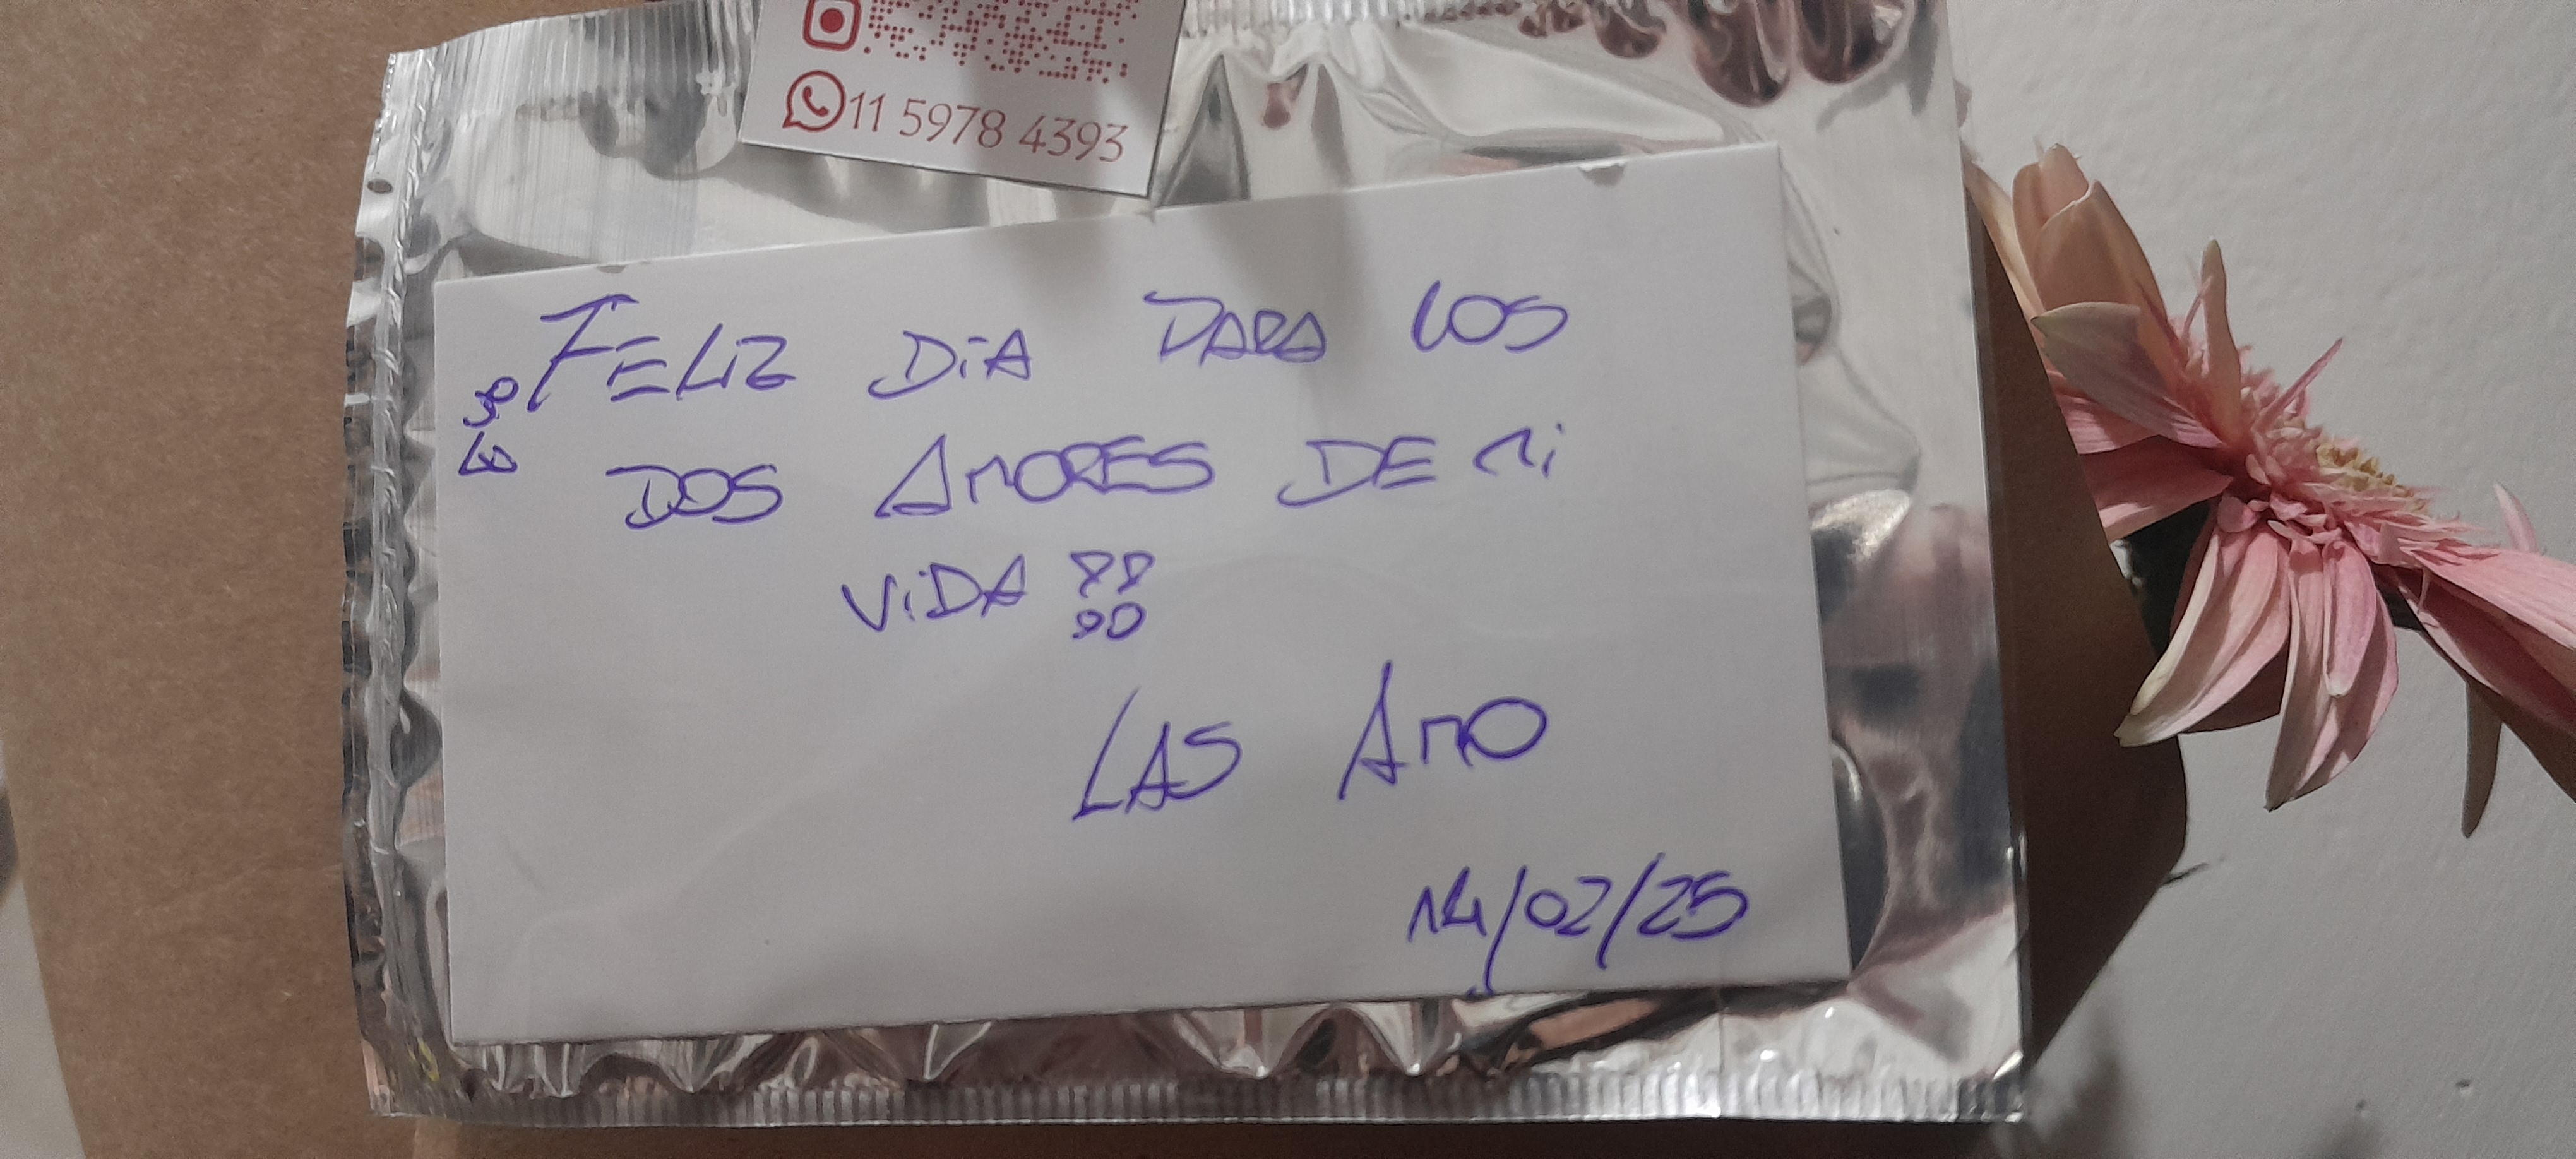 11 5978 4393
FELIZ DIA PARA LOS
DOS AMORES DE MI
VIDA !!
LAS AMO
14/02/25